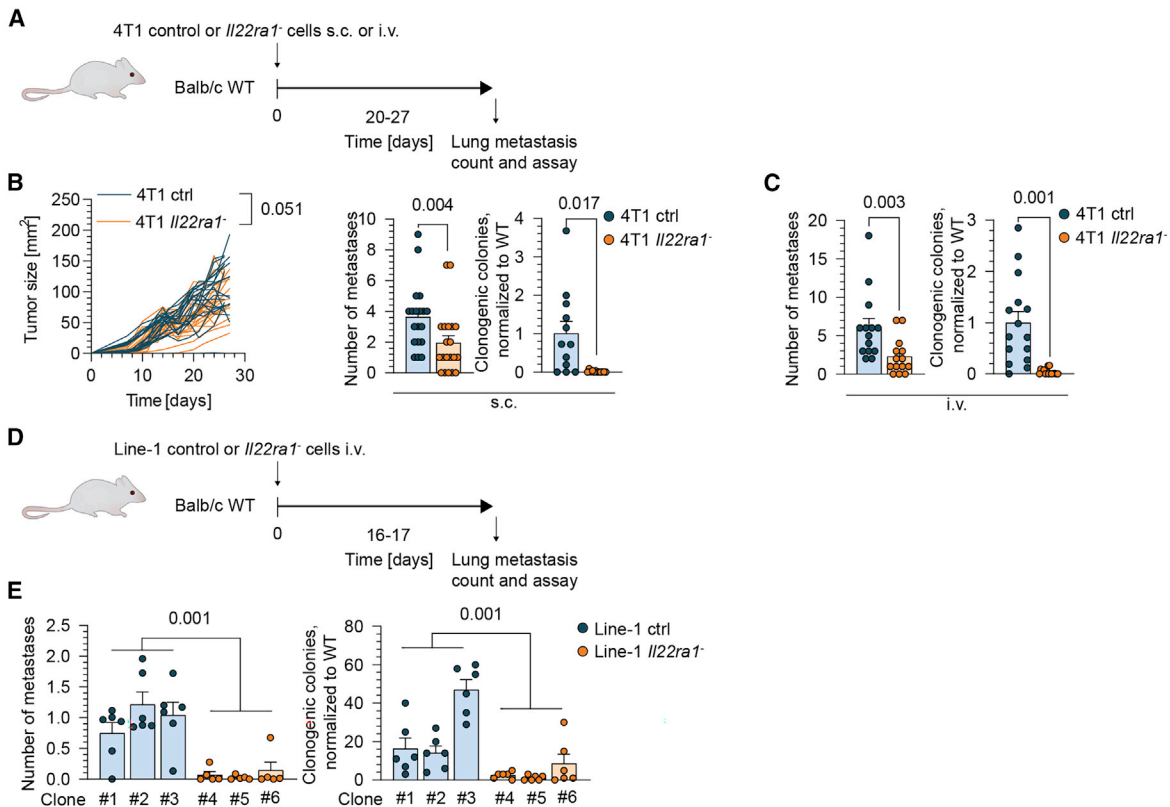 A
4T1 control or Il22ra1- cells s.c. or i.v.
Balb/c WT
0
20-27
Time [days]
Lung metastasis
count and assay
B
Tumor size [mm²]
250
200
150
100
50
0
0 10 20 30
Time [days]
4T1 ctrl
4T1 Il22ra1-
0.051
Number of metastases
10
8
6
4
2
0
0.004
Clonogenic colonies,
normalized to WT
4
3
2
1
0
0.017
4T1 ctrl
4T1 Il22ra1-
s.c.
C
Number of metastases
20
15
10
5
0
0.003
Clonogenic colonies,
normalized to WT
3
2
1
0
0.001
4T1 ctrl
4T1 Il22ra1-
i.v.
D
Line-1 control or Il22ra1- cells i.v.
Balb/c WT
0
16-17
Time [days]
Lung metastasis
count and assay
E
Number of metastases
2.5
2.0
1.5
1.0
0.5
0.0
0.001
Clone #1 #2 #3 #4 #5 #6
Clonogenic colonies,
normalized to WT
80
60
40
20
0
0.001
Clone #1 #2 #3 #4 #5 #6
Line-1 ctrl
Line-1 Il22ra1-